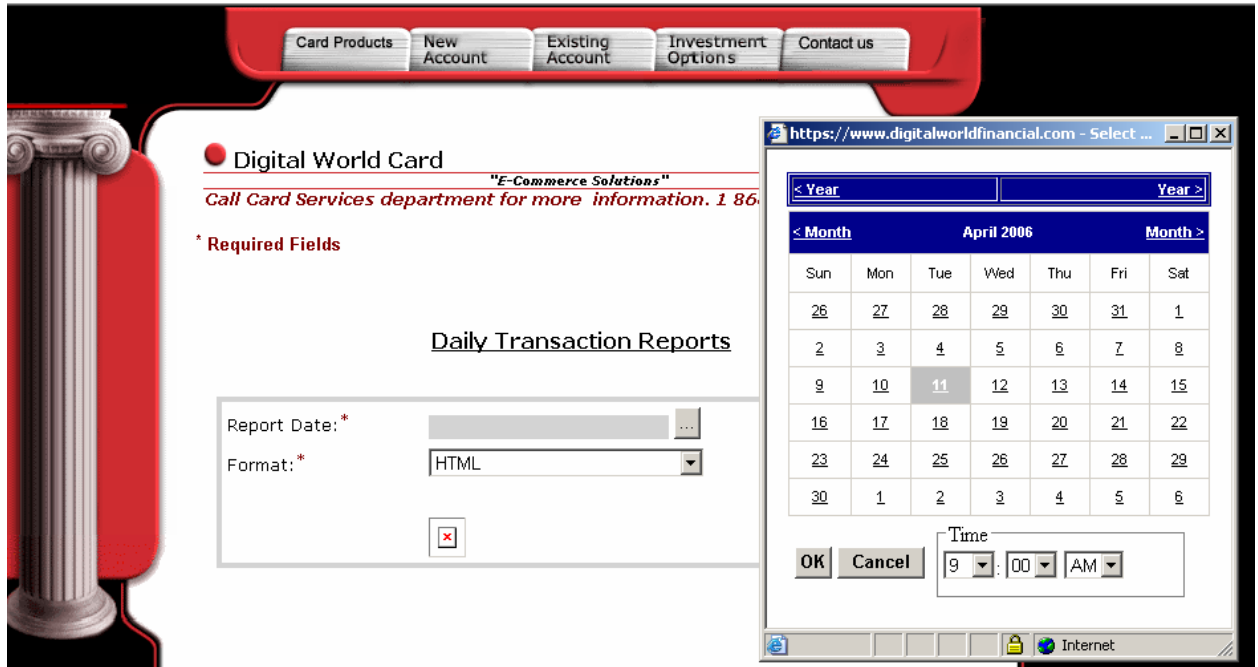 Card Products
New Account
Existing Account
Investment Options
Contact us
Digital World Card
"E-Commerce Solutions"
Call Card Services department for more information. 1 86
* Required Fields
Daily Transaction Reports
Report Date:*
...
Format:*
HTML
https://www.digitalworldfinancial.com - Select ...
< Year Year >
< Month April 2006 Month >
Sun Mon Tue Wed Thu Fri Sat
26 27 28 29 30 31 1
2 3 4 5 6 7 8
9 10 11 12 13 14 15
16 17 18 19 20 21 22
23 24 25 26 27 28 29
30 1 2 3 4 5 6
Time
OK Cancel 9 : 00 AM
Internet